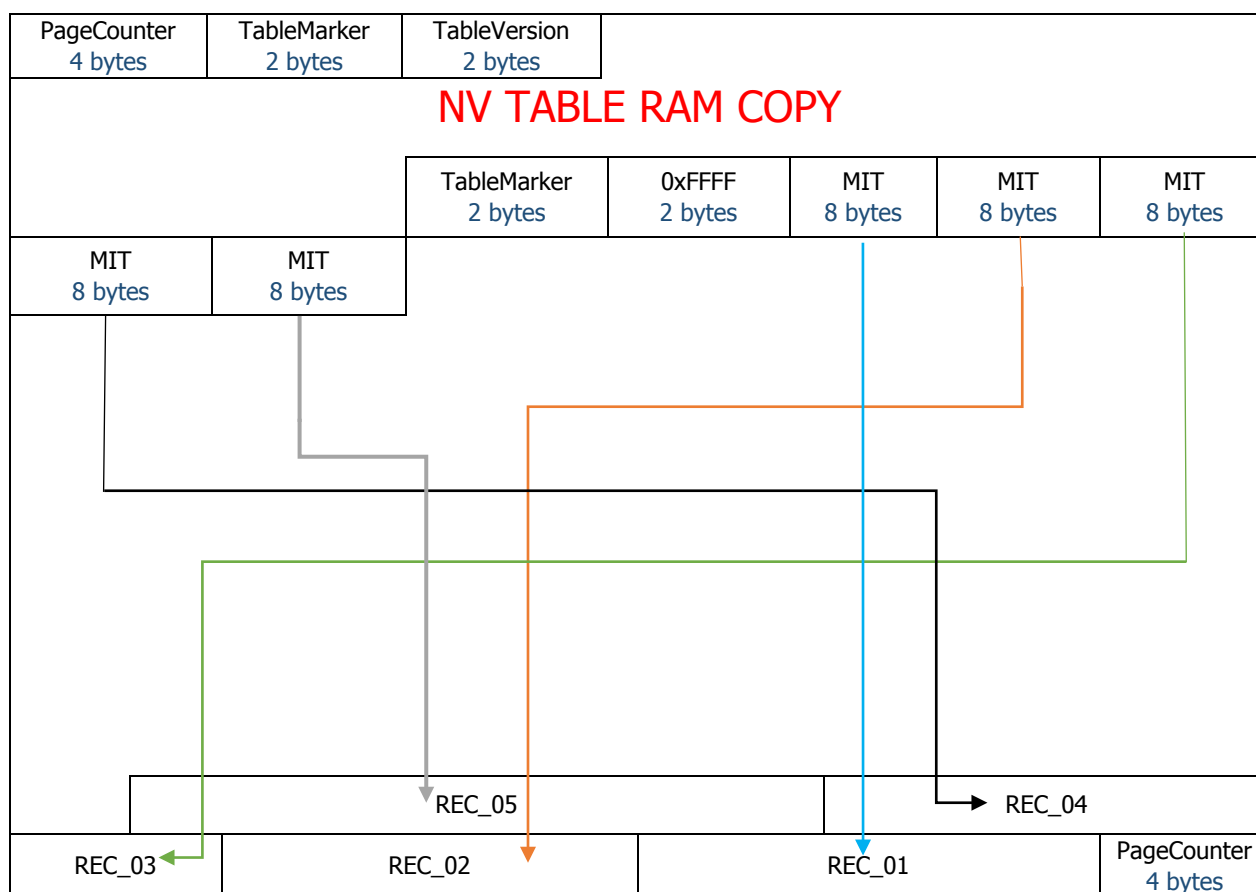 PageCounter
4 bytes
TableMarker
2 bytes
TableVersion
2 bytes
NV TABLE RAM COPY
TableMarker
2 bytes
0xFFFF
2 bytes
MIT
8 bytes
MIT
8 bytes
MIT
8 bytes
MIT
8 bytes
MIT
8 bytes
REC_05
REC_04
REC_03
REC_02
REC_01
PageCounter
4 bytes